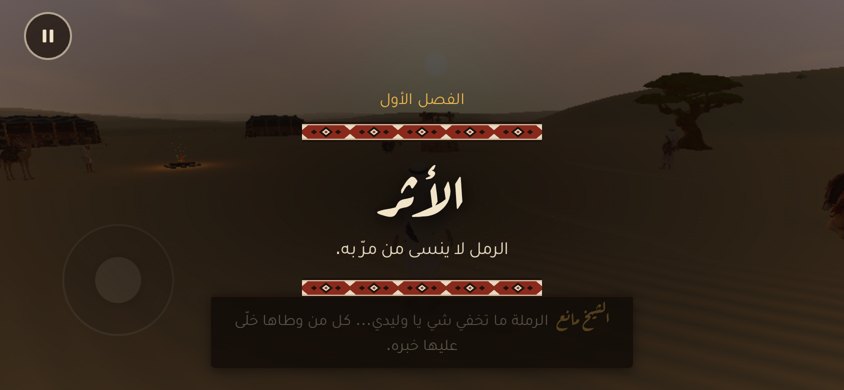 الفصل الأول
الأثر
الرمل لا ينسى من مرّ به.
الشيخ مانع الرملة ما تخفي شي يا وليدي... كل من وطاها خلّى
عليها خبره.